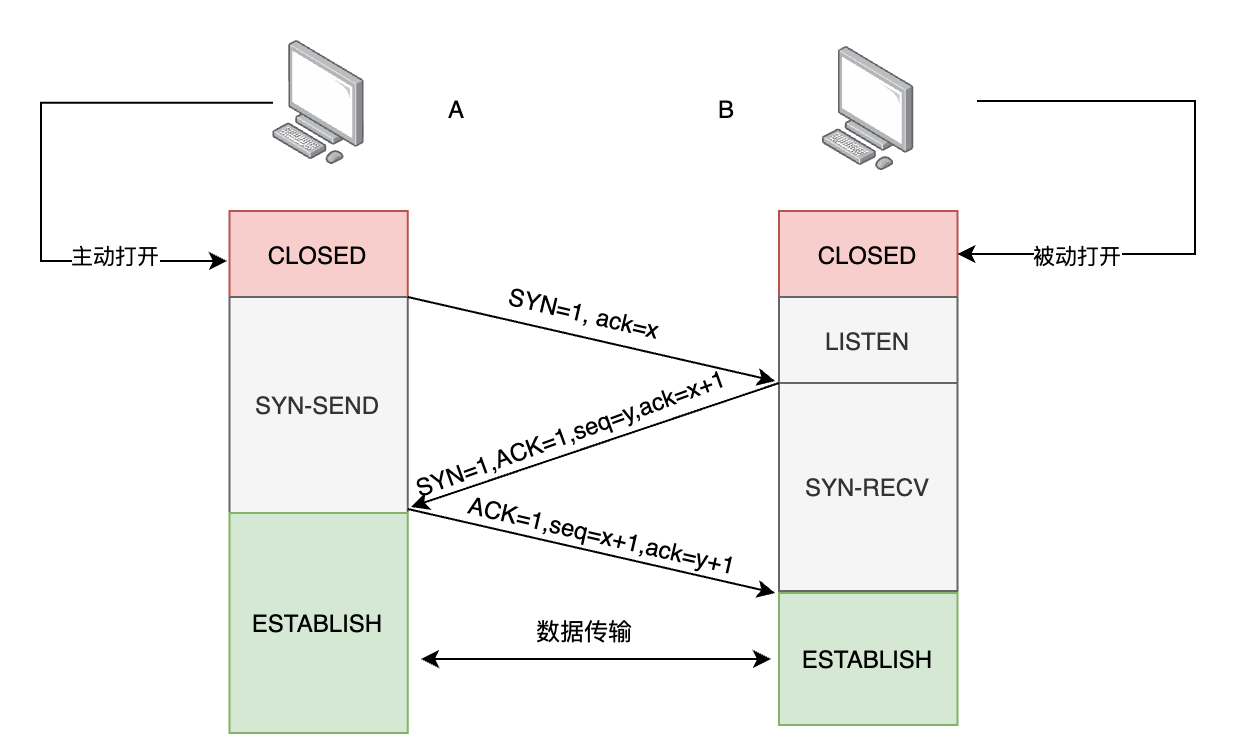 A
B
主动打开
CLOSED
CLOSED
被动打开
SYN=1, ack=x
LISTEN
SYN-SEND
SYN=1,ACK=1,seq=y,ack=x+1
SYN-RECV
ACK=1,seq=x+1,ack=y+1
ESTABLISH
数据传输
ESTABLISH